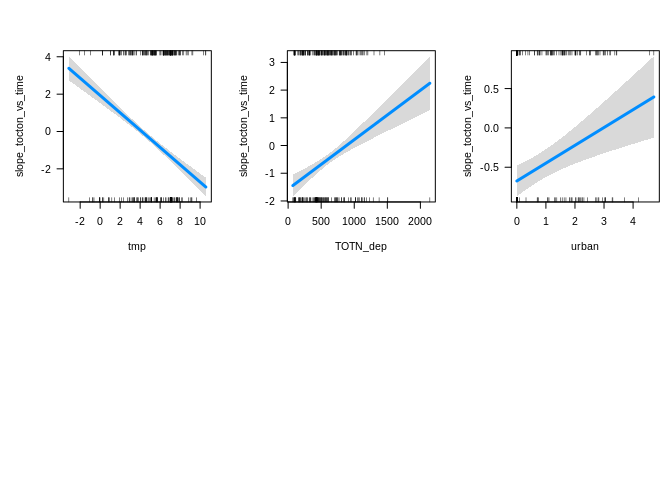 slope_tocton_vs_time
4
2
0
-2
-2 0 2 4 6 8 10
tmp
slope_tocton_vs_time
3
2
1
0
-1
-2
0 500 1000 1500 2000
TOTN_dep
slope_tocton_vs_time
0.5
0.0
-0.5
0 1 2 3 4
urban